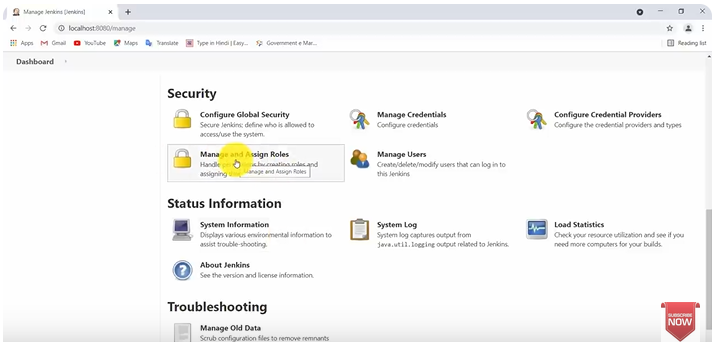 Manage Jenkins [Jenkins]
localhost:8080/manage
Apps Gmail YouTube Maps Translate Type in Hindi | Easy... Government e Mar... Reading list
Dashboard
Security
Configure Global Security
Secure Jenkins; define who is allowed to
access/use the system.
Manage Credentials
Configure credentials
Configure Credential Providers
Configure the credential providers and types
Manage and Assign Roles
Handle permissions by creating roles and
assigning
Manage and Assign Roles
Manage Users
Create/delete/modify users that can log in to
this Jenkins
Status Information
System Information
Displays various environmental information to
assist trouble-shooting.
System Log
System log captures output from
java.util.logging output related to Jenkins.
Load Statistics
Check your resource utilization and see if you
need more computers for your builds.
About Jenkins
See the version and license information.
Troubleshooting
Manage Old Data
Scrub configuration files to remove remnants
SUBSCRIBE
NOW